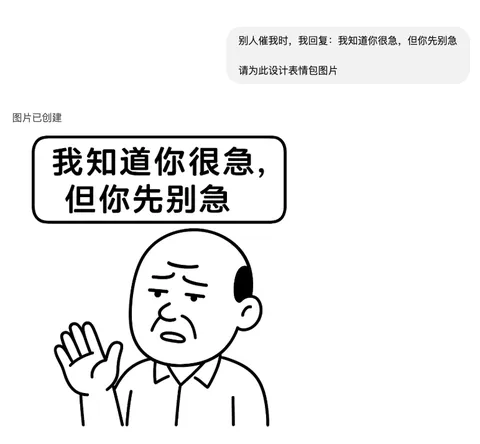 别人催我时，我回复：我知道你很急，但你先别急
请为此设计表情包图片
图片已创建
我知道你很急，
但你先别急